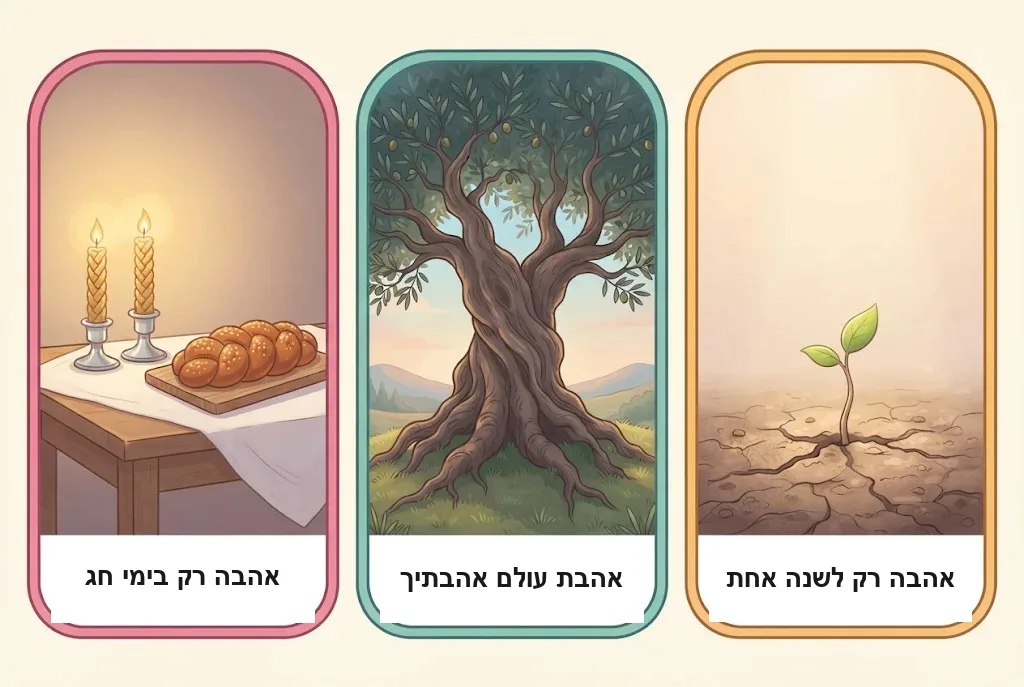 אהבה רק לשנה אחת
אהבת עולם אהבתיך
אהבה רק בימי חג